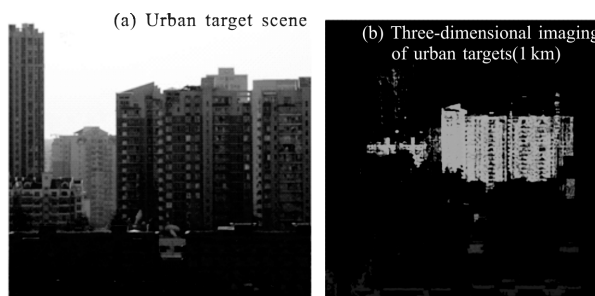 (a) Urban target scene
(b) Three-dimensional imaging
of urban targets(1 km)